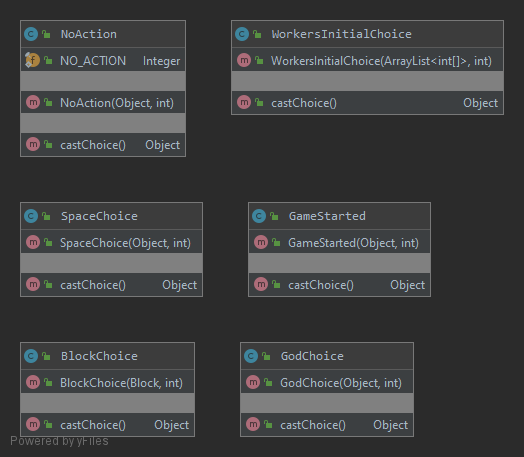 NoAction
NO_ACTION Integer
NoAction(Object, int)
castChoice() Object
WorkersInitialChoice
WorkersInitialChoice(ArrayList<int[]>, int)
castChoice() Object
SpaceChoice
SpaceChoice(Object, int)
castChoice() Object
GameStarted
GameStarted(Object, int)
castChoice() Object
BlockChoice
BlockChoice(Block, int)
castChoice() Object
GodChoice
GodChoice(Object, int)
castChoice() Object
Powered by yFiles